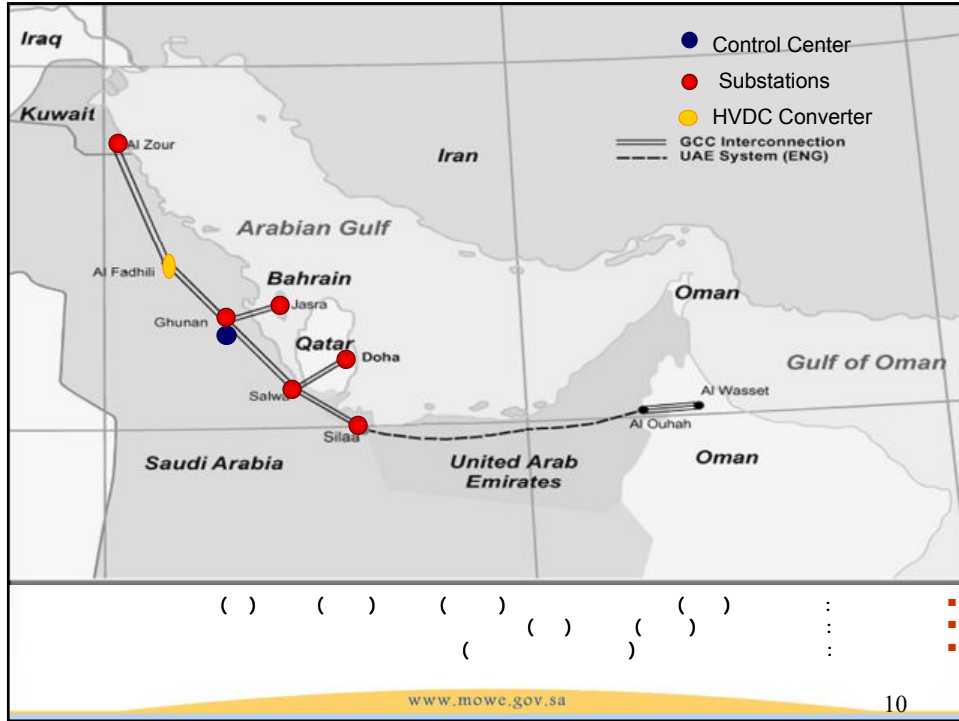 Iraq
Control Center
Substations
Kuwait
HVDC Converter
Al Zour
GCC Interconnection
Iran
UAE System (ENG)
Arabian Gulf
Al Fadhili
Bahrain
Jasra
Oman
Ghunan
Qatar
Doha
Gulf of Oman
Salwa
Al Wasset
Al Ouhah
Silaa
Saudi Arabia
United Arab
Emirates
Oman
: ( ) ( ) ( ) ( )
: ( ) ( )
: ( )
www.mowe.gov.sa
10